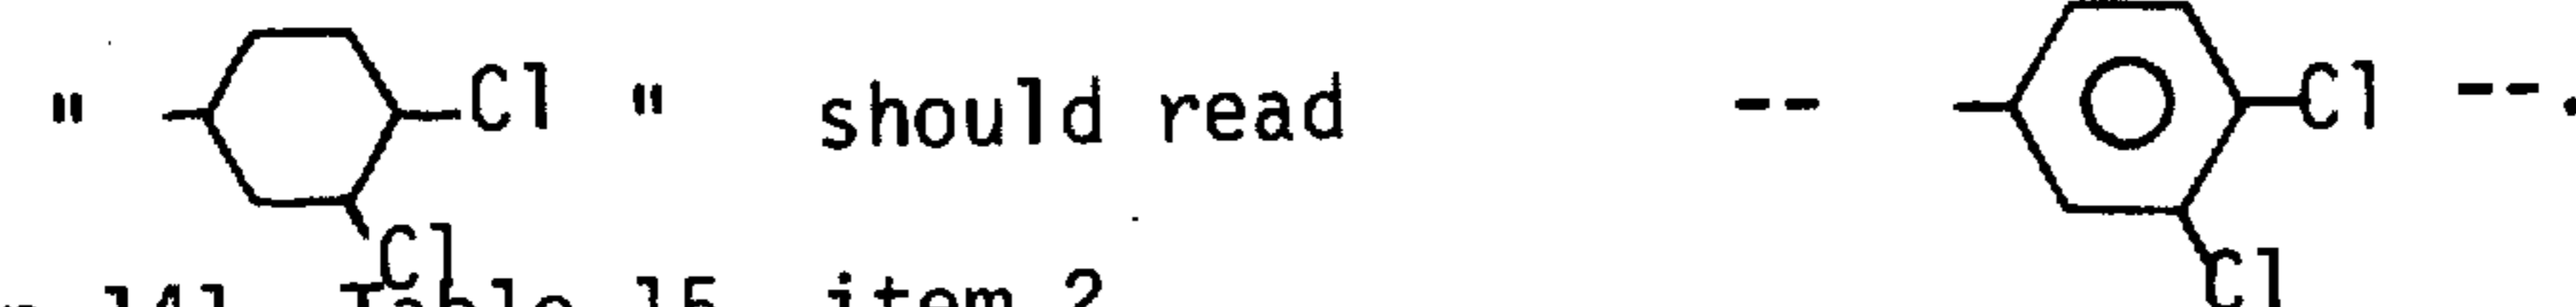 " Cl " should read -- Cl --.
Cl Cl
141, Table 15, item 2